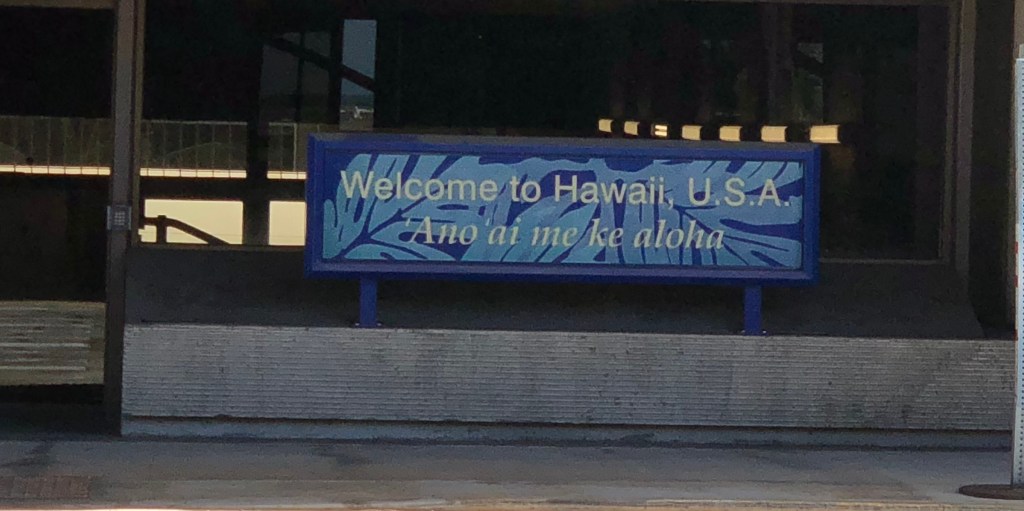 Welcome to Hawaii, U.S.A.
'Ano ai me ke aloha